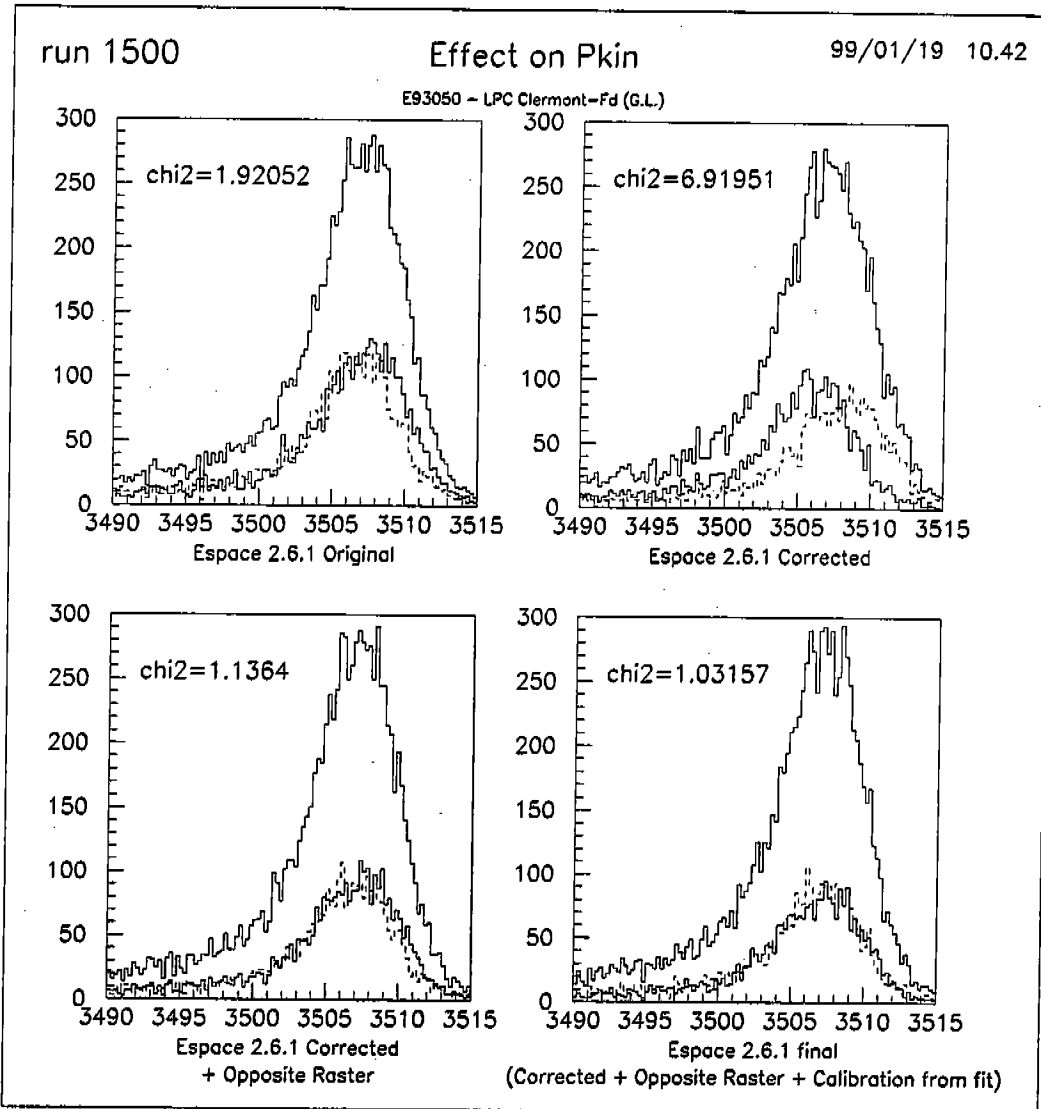 run 1500 Effect on Pkin 99/01/19 10.42
E93050 - LPC Clermont-Fd (G.L.)
chi2=1.92052
300
250
200
150
100
50
0
3490 3495 3500 3505 3510 3515
Espace 2.6.1 Original
chi2=6.91951
300
250
200
150
100
50
0
3490 3495 3500 3505 3510 3515
Espace 2.6.1 Corrected
chi2=1.1364
300
250
200
150
100
50
0
3490 3495 3500 3505 3510 3515
Espace 2.6.1 Corrected
+ Opposite Raster
chi2=1.03157
300
250
200
150
100
50
0
3490 3495 3500 3505 3510 3515
Espace 2.6.1 final
(Corrected + Opposite Raster + Calibration from fit)